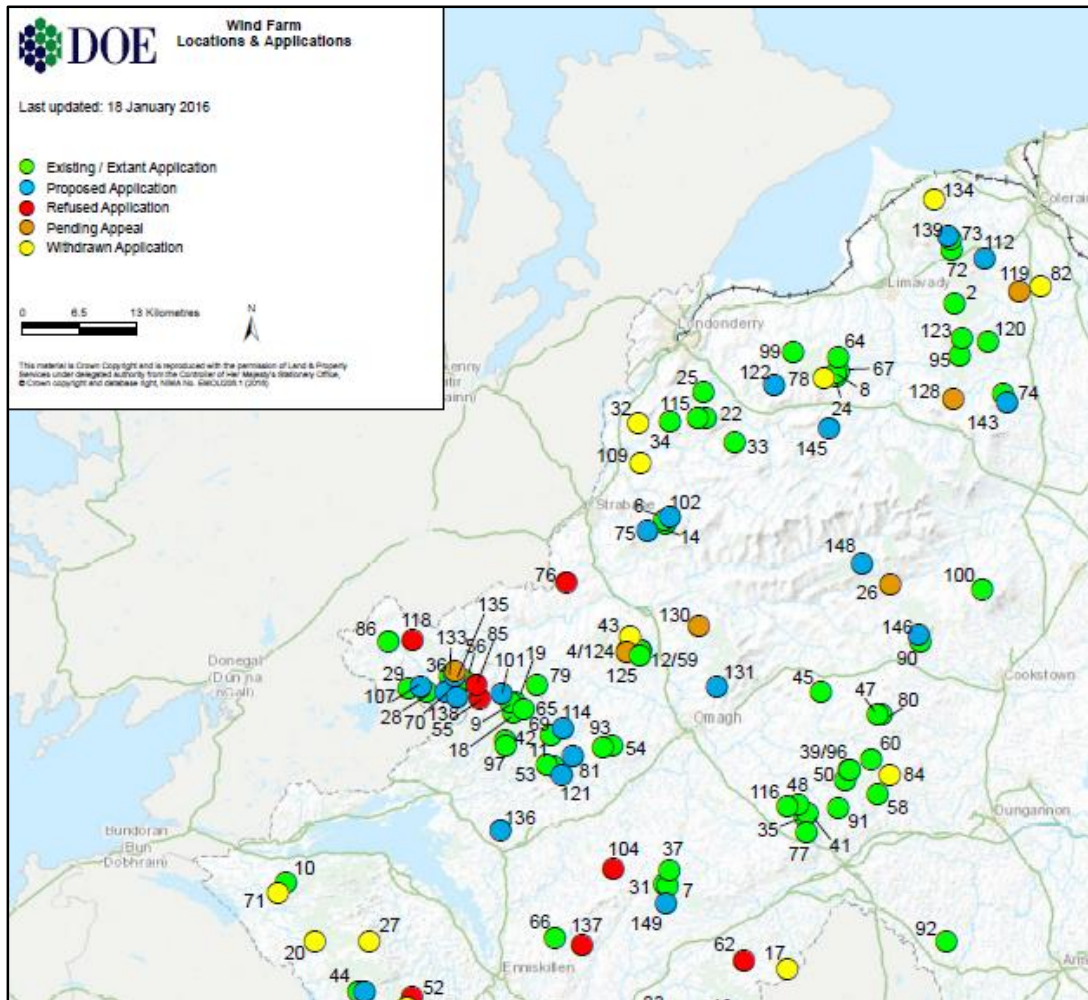 DOE
Wind Farm
Locations & Applications
Last updated: 18 January 2016
Existing / Extant Application
Proposed Application
Refused Application
Pending Appeal
Withdrawn Application
0 6.5 13 Kilometres
N
This material is Crown Copyright and is reproduced with the permission of Land & Property
Services under delegated authority from the Controller of Her Majesty's Stationery Office,
© Crown copyright and database right,
134
Colerain
139 73
112
72 119 82
Limavady
2
Londonderry
123 120
99 64
95
67
122 78 8
25
128 74
24
143
32 115 22
34 33 145
109
Strabane
6 102
75 14
148
26 100
76
135
130
118 133 56 85
86 43
146
36 101 19 4/124
12/59
90
29 79 125
131
Donegal
(Dún na
nGall)
107
45 47 80
Cookstown
28 70 138 55 9 65
Omagh
18 69 114 93
42 11 54
39/96 60
97
53 81
50 84
121
116 48 58
Dungannon
136
35 91
Bundoran
(Bun
Dobhráin)
77 41
104 37
10
31 7
71
149
66 137
92
20 27
62 17
Enniskillen
44 52